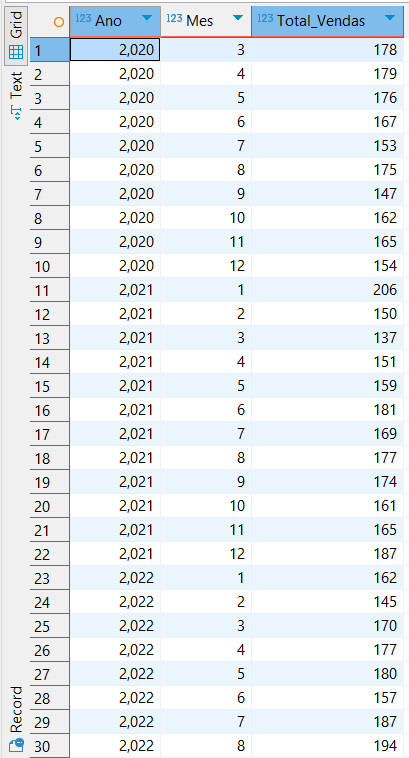 Grid
Text
Record
123 Ano 123 Mes 123 Total_Vendas
1 2,020 3 178
2 2,020 4 179
3 2,020 5 176
4 2,020 6 167
5 2,020 7 153
6 2,020 8 175
7 2,020 9 147
8 2,020 10 162
9 2,020 11 165
10 2,020 12 154
11 2,021 1 206
12 2,021 2 150
13 2,021 3 137
14 2,021 4 151
15 2,021 5 159
16 2,021 6 181
17 2,021 7 169
18 2,021 8 177
19 2,021 9 174
20 2,021 10 161
21 2,021 11 165
22 2,021 12 187
23 2,022 1 162
24 2,022 2 145
25 2,022 3 170
26 2,022 4 177
27 2,022 5 180
28 2,022 6 157
29 2,022 7 187
30 2,022 8 194